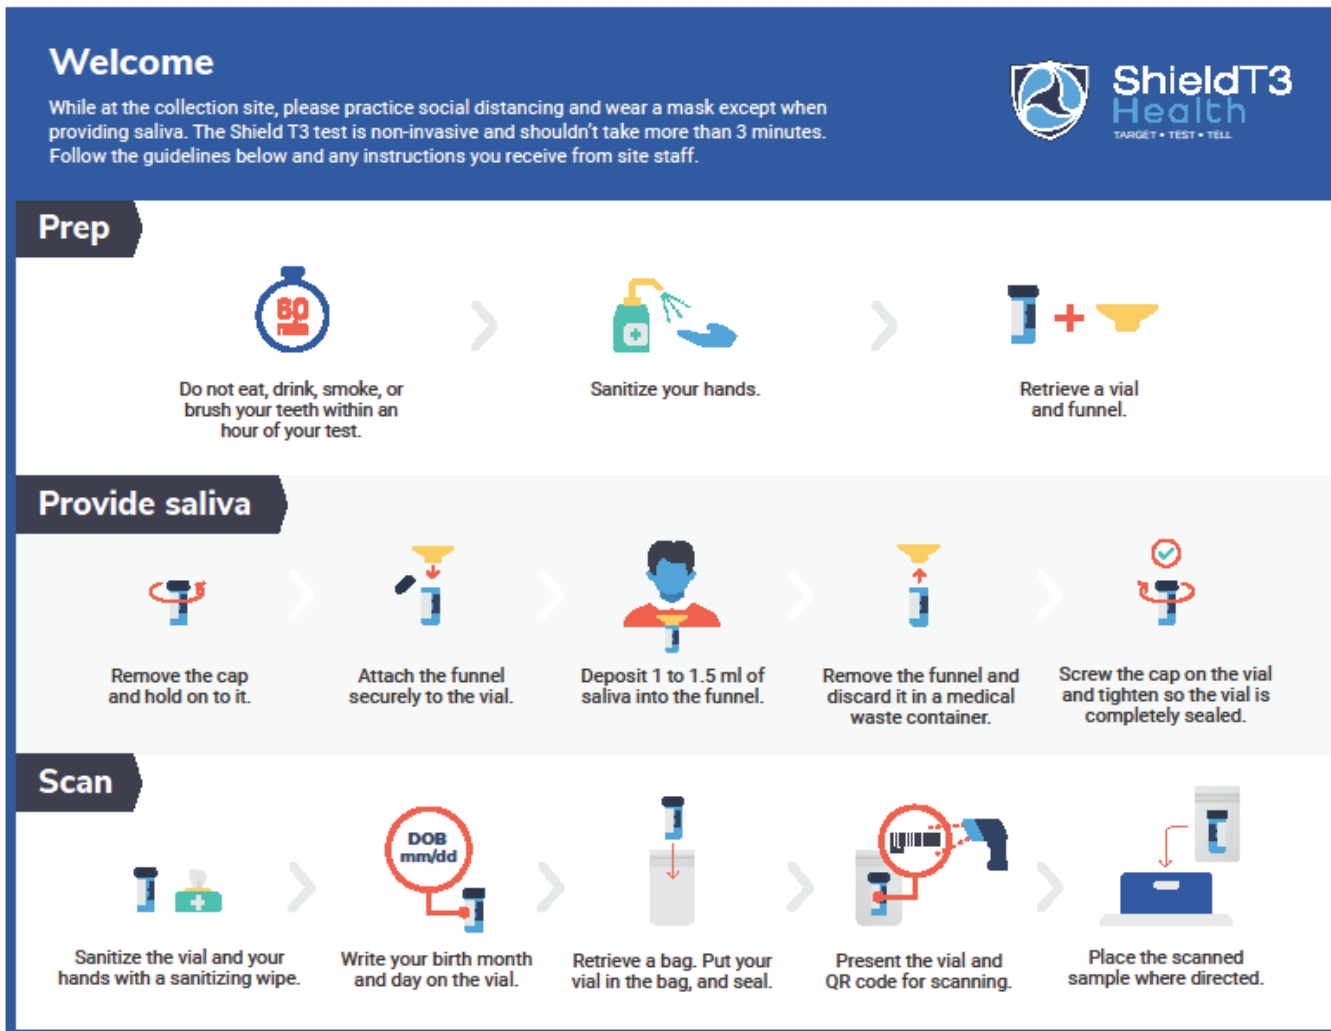 Welcome
While at the collection site, please practice social distancing and wear a mask except when
providing saliva. The Shield T3 test is non-invasive and shouldn't take more than 3 minutes.
Follow the guidelines below and any instructions you receive from site staff.
ShieldT3
Health
TARGET • TEST • TELL
Prep
60
min
Do not eat, drink, smoke, or
brush your teeth within an
hour of your test.
Sanitize your hands.
Retrieve a vial
and funnel.
Provide saliva
Remove the cap
and hold on to it.
Attach the funnel
securely to the vial.
Deposit 1 to 1.5 ml of
saliva into the funnel.
Remove the funnel and
discard it in a medical
waste container.
Screw the cap on the vial
and tighten so the vial is
completely sealed.
Scan
DOB
mm/dd
Sanitize the vial and your
hands with a sanitizing wipe.
Write your birth month
and day on the vial.
Retrieve a bag. Put your
vial in the bag, and seal.
Present the vial and
QR code for scanning.
Place the scanned
sample where directed.